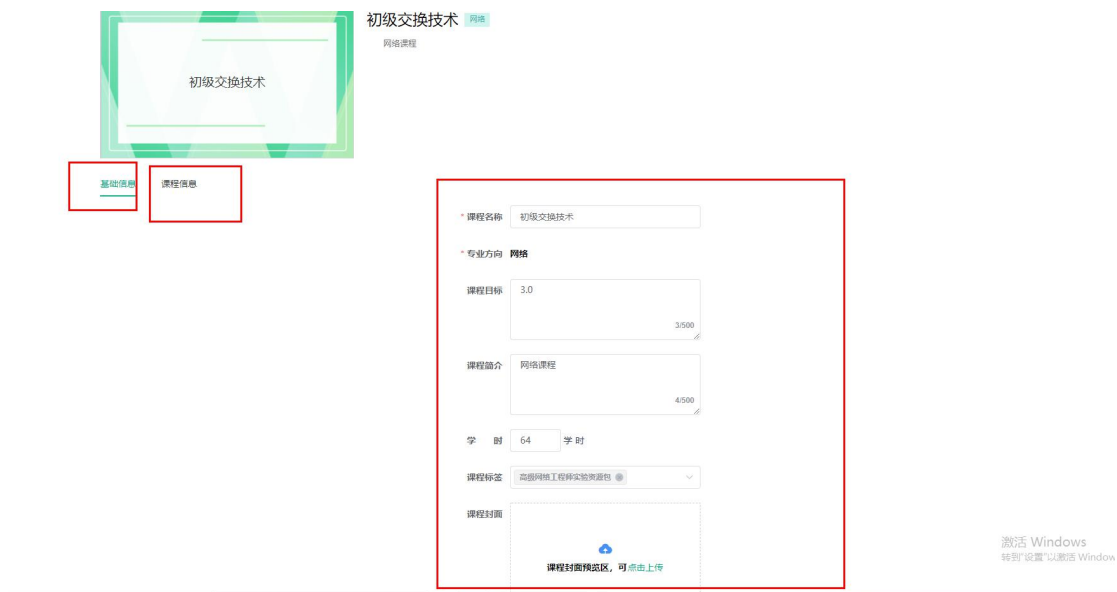 初级交换技术 网络
网络课程
初级交换技术
基础信息 课程信息
* 课程名称 初级交换技术
* 专业方向 网络
课程目标 3.0
3/500
课程简介 网络课程
4/500
学 时 64 学时
课程标签 高级网络工程师实验资源包
课程封面
课程封面预览区，可点击上传
激活 Windows
转到"设置"以激活 Window